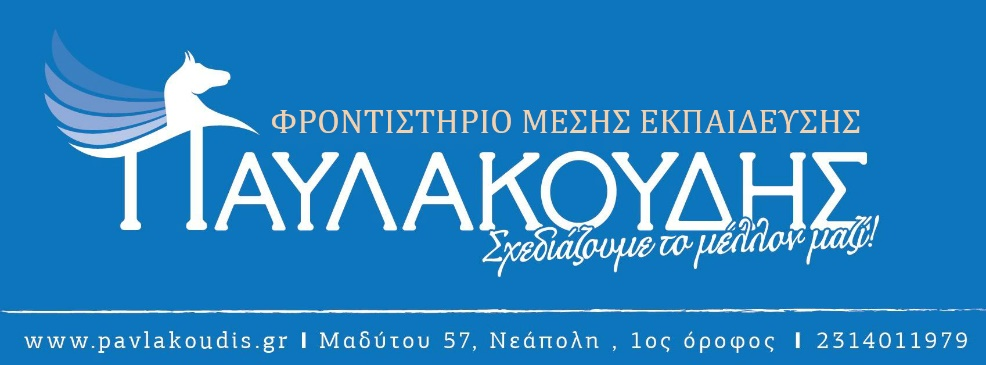 ΦΡΟΝΤΙΣΤΗΡΙΟ ΜΕΣΗΣ ΕΚΠΑΙΔΕΥΣΗΣ
ΠΑΥΛΑΚΟΥΔΗΣ
Σχεδιάζουμε το μέλλον μαζί!
www.pavlakoudis.gr I Μαδύτου 57, Νεάπολη , 1ος όροφος I 2314011979